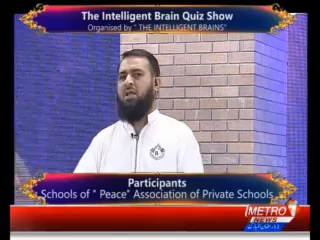 The Intelligent Brain Quiz Show
Organised by " THE INTELLIGENT BRAINS"
Participants
Schools of " Peace" Association of Private Schools
METRO 1
NEWS